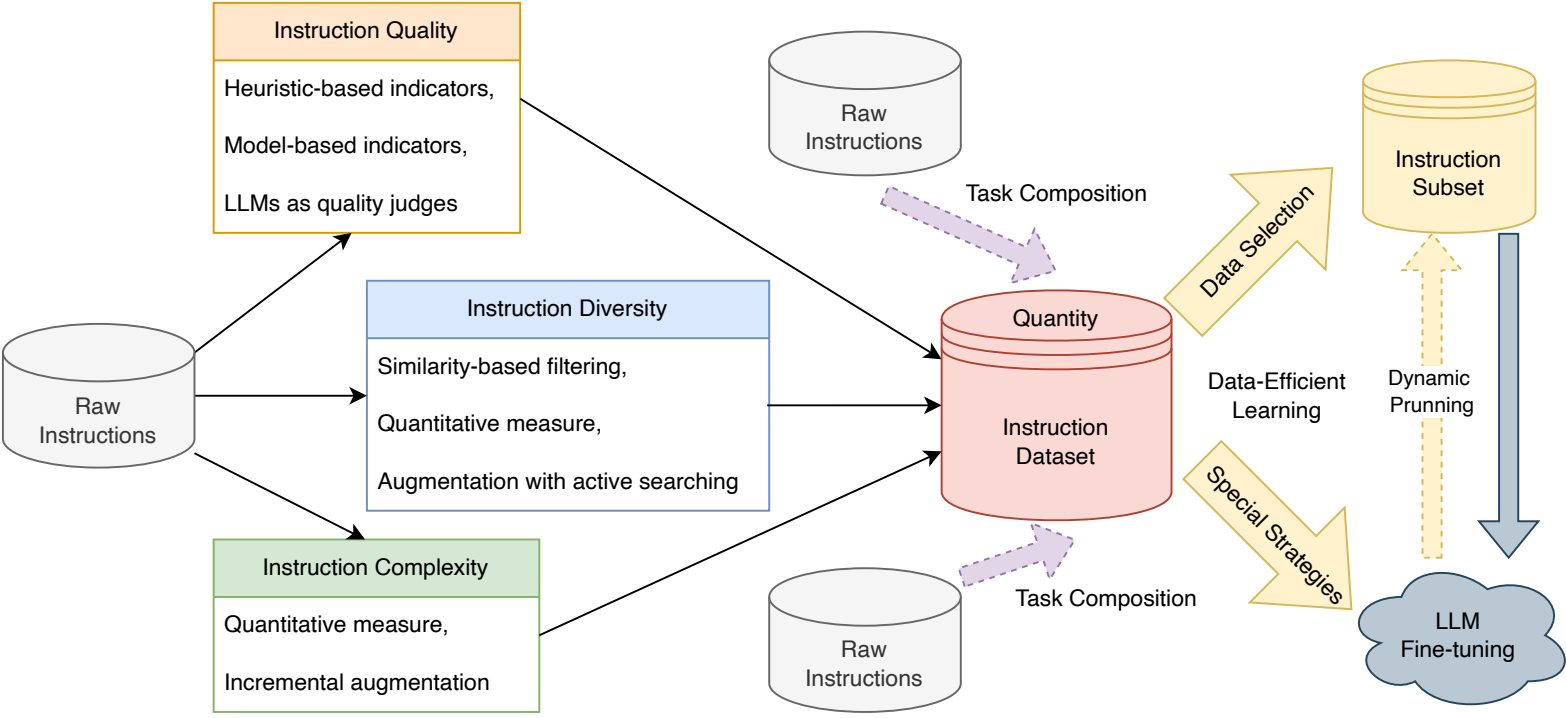 Instruction Quality
Heuristic-based indicators,
Model-based indicators,
LLMs as quality judges
Raw
Instructions
Instruction Diversity
Similarity-based filtering,
Quantitative measure,
Augmentation with active searching
Instruction Complexity
Quantitative measure,
Incremental augmentation
Raw
Instructions
Task Composition
Quantity
Instruction
Dataset
Raw
Instructions
Task Composition
Data Selection
Data-Efficient
Learning
Special Strategies
Instruction
Subset
Dynamic
Prunning
LLM
Fine-tuning